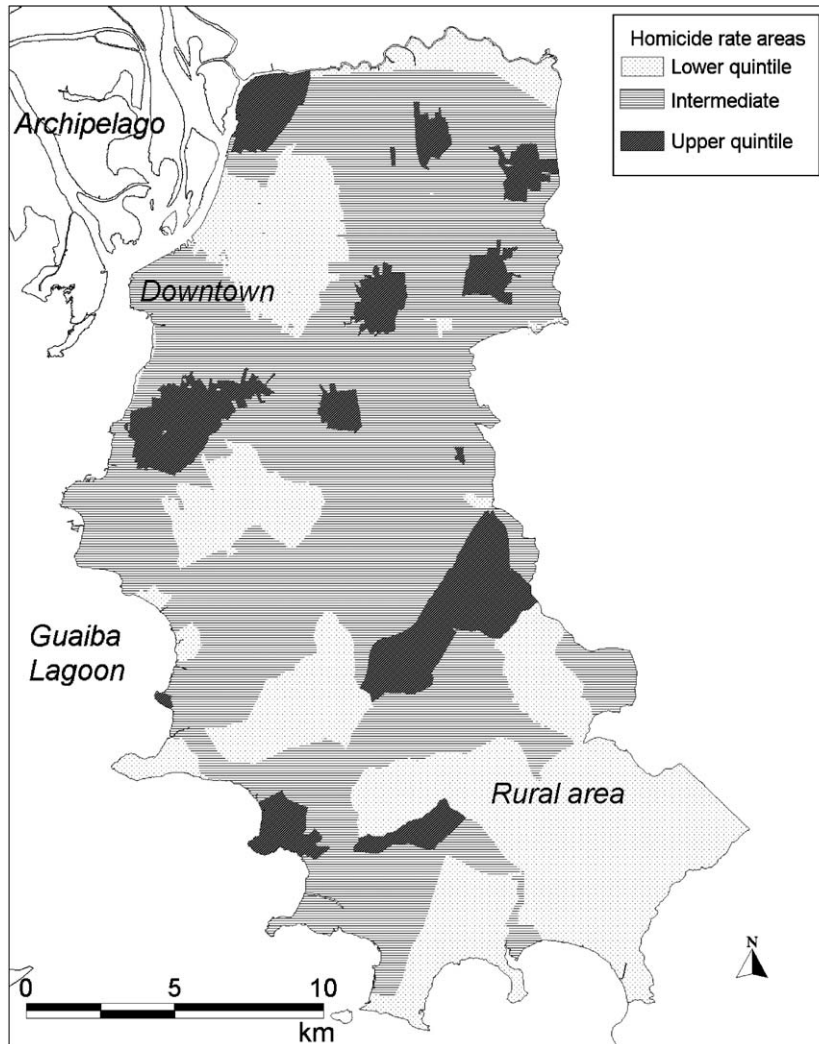 Homicide rate areas
Lower quintile
Intermediate
Upper quintile
Archipelago
Downtown
Guaiba
Lagoon
Rural area
N
0 5 10
km